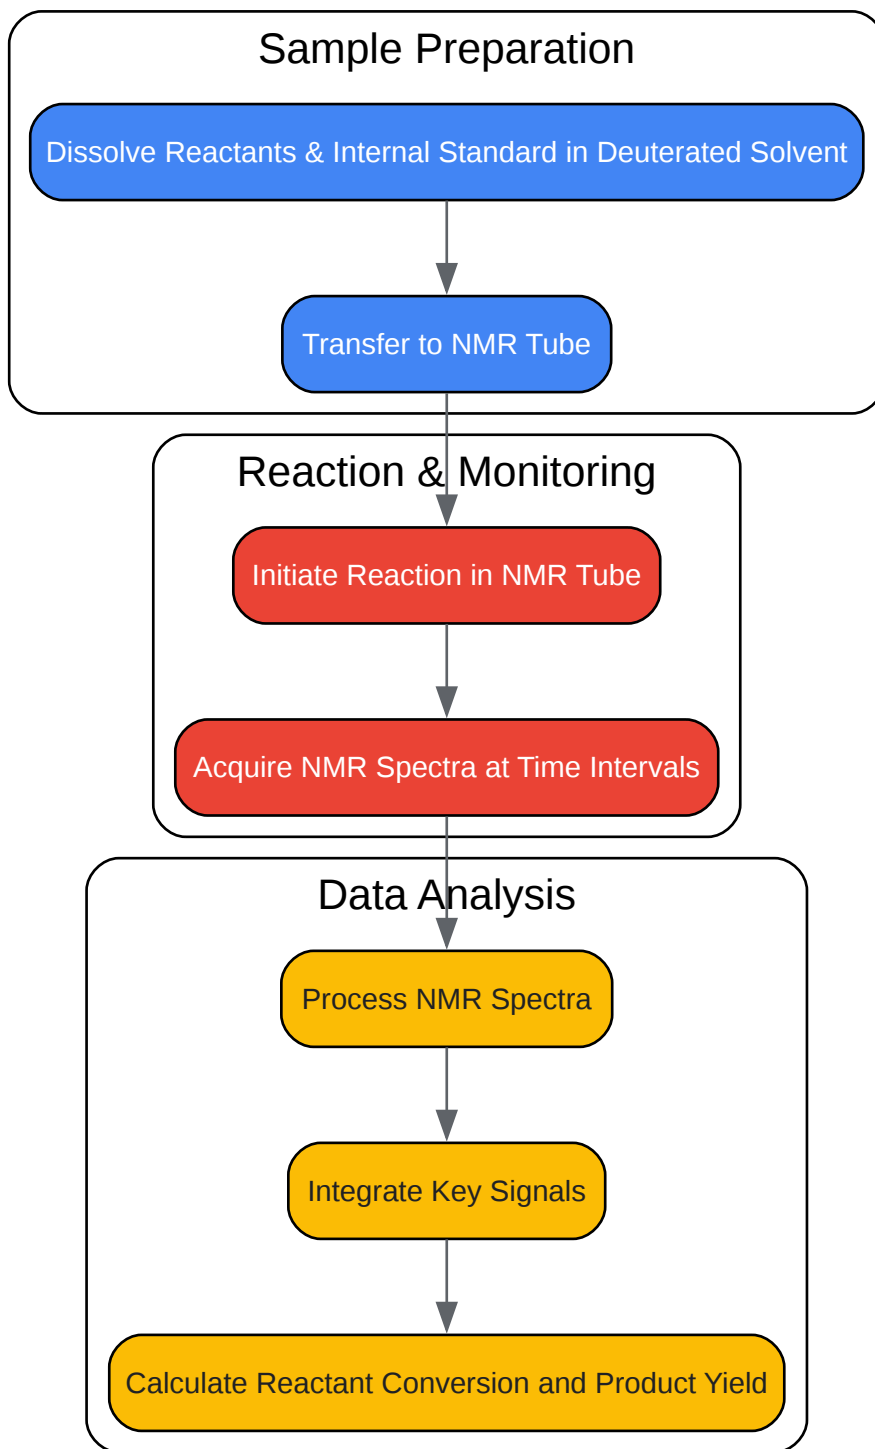 Sample Preparation
Dissolve Reactants & Internal Standard in Deuterated Solvent
Transfer to NMR Tube
Reaction & Monitoring
Initiate Reaction in NMR Tube
Acquire NMR Spectra at Time Intervals
Data Analysis
Process NMR Spectra
Integrate Key Signals
Calculate Reactant Conversion and Product Yield